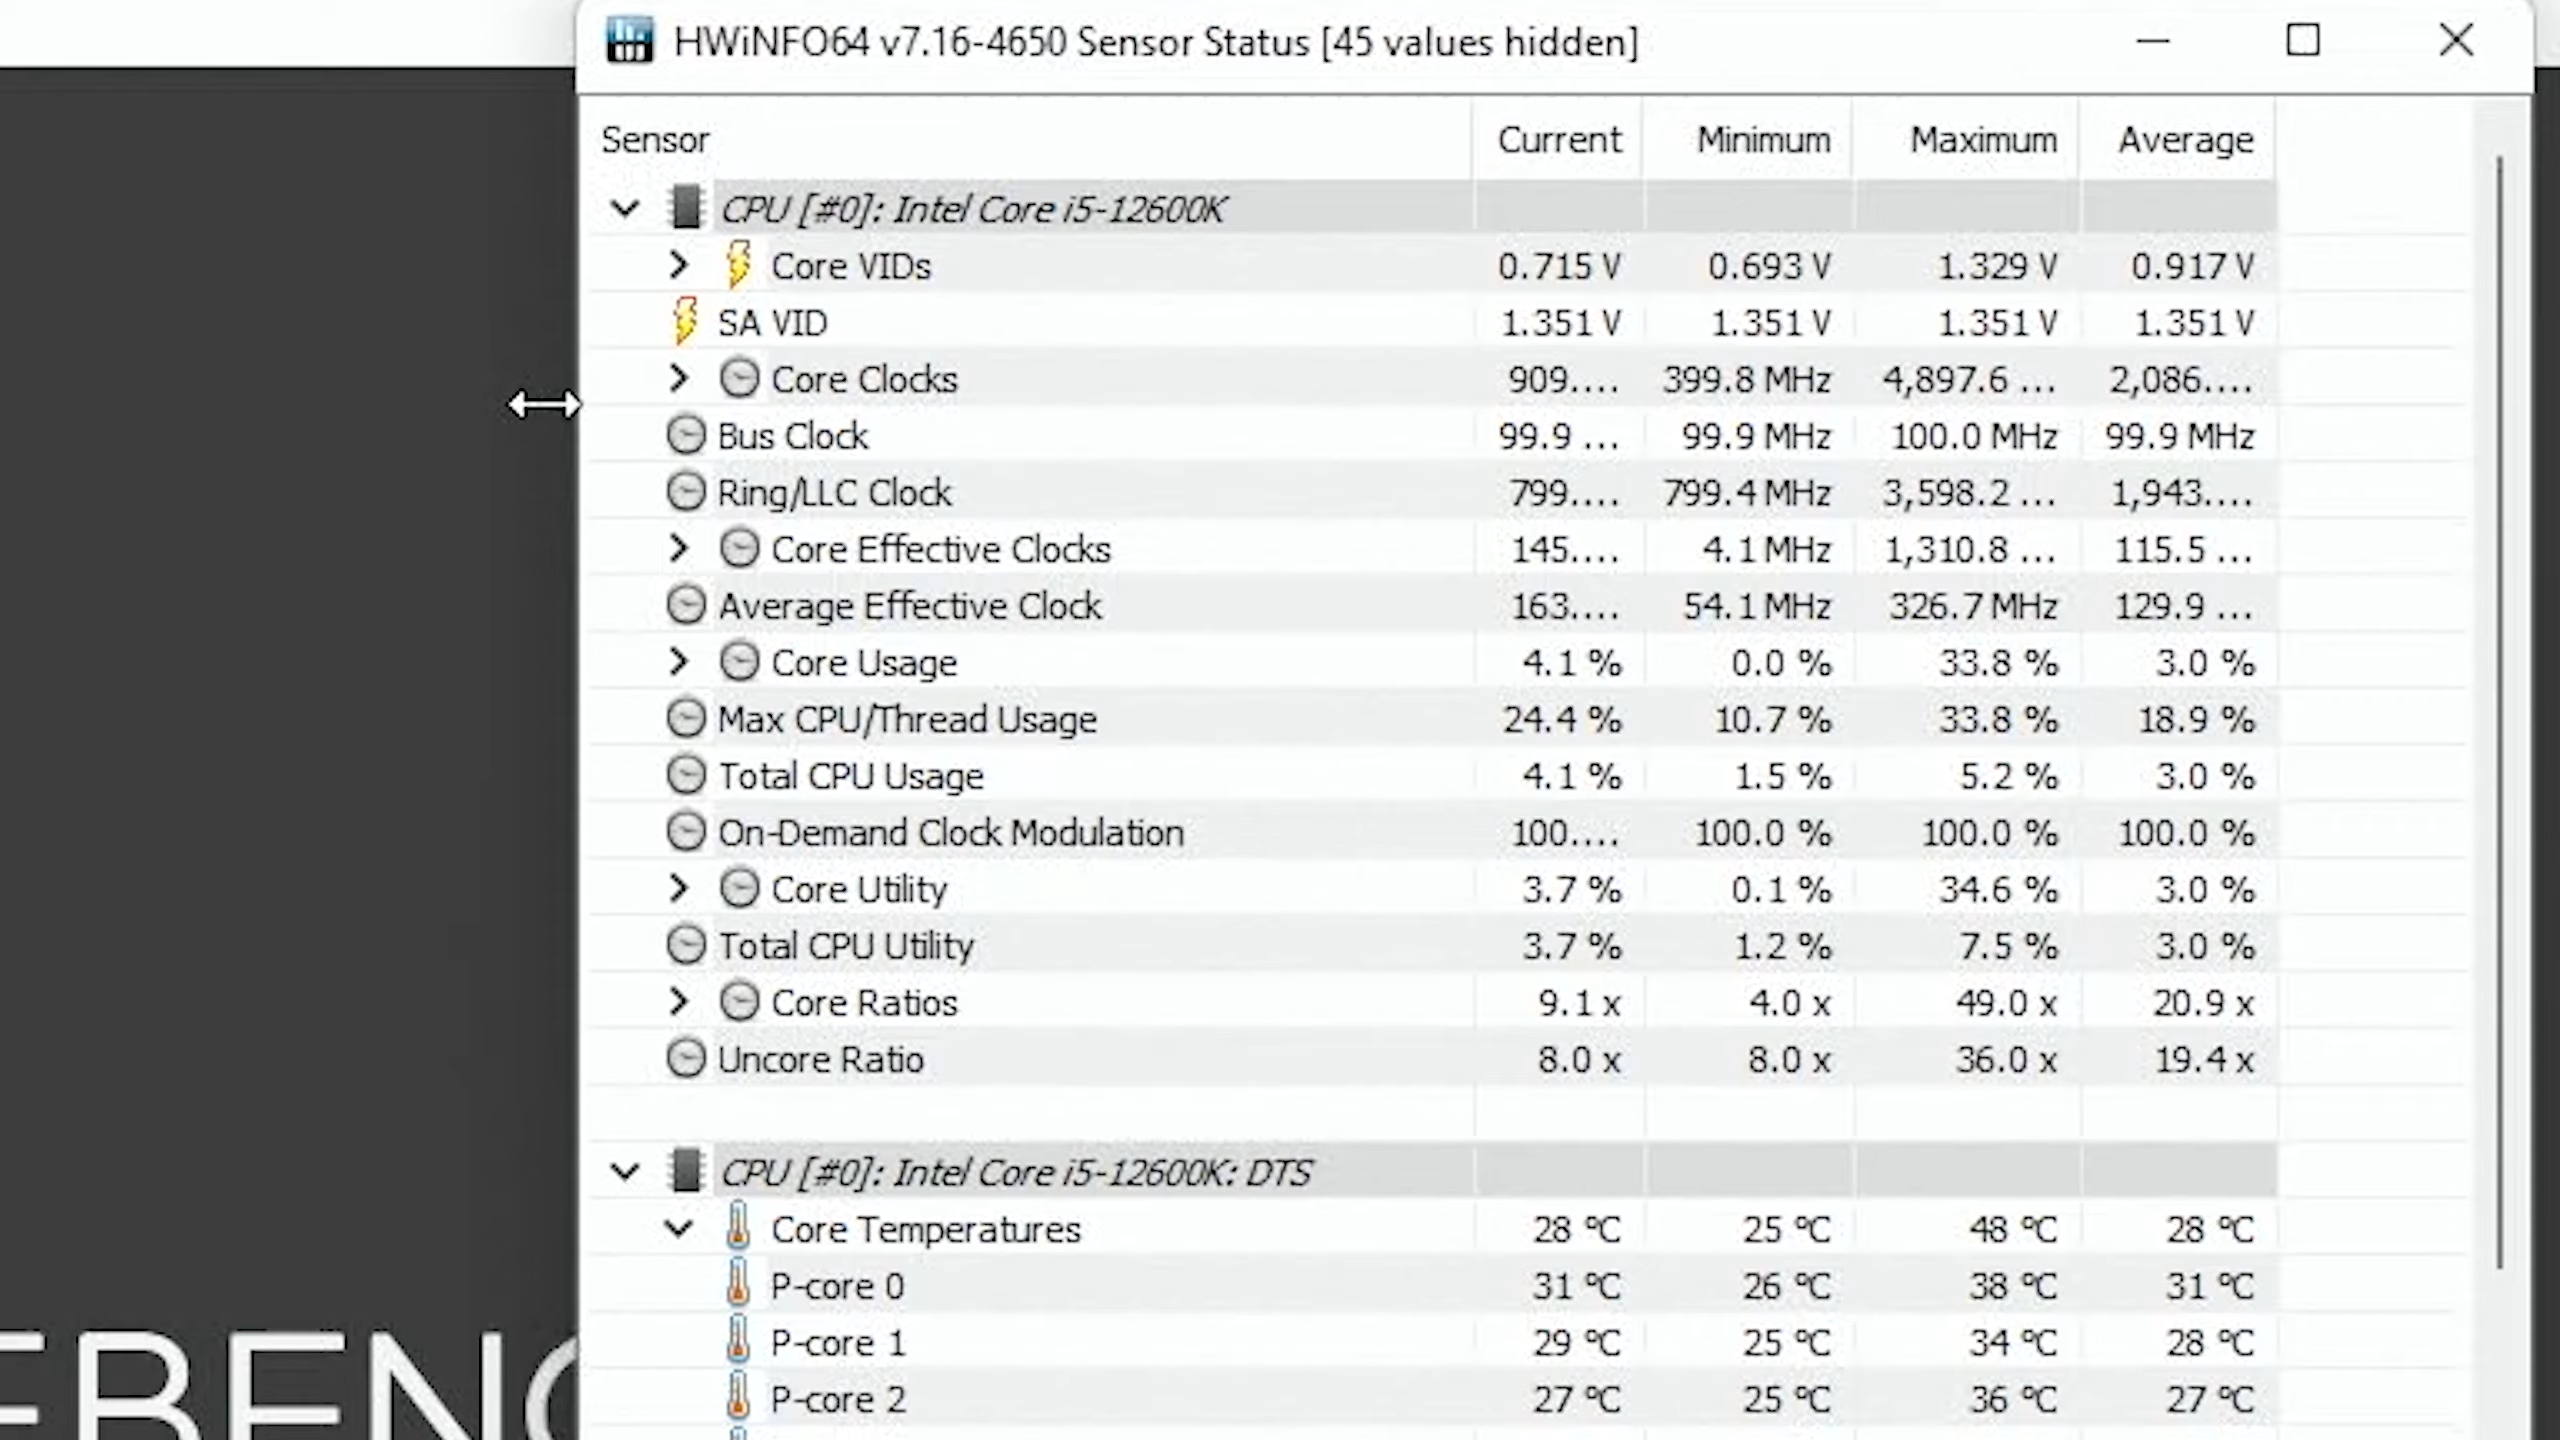 HWiNFO64 v7.16-4650 Sensor Status [45 values hidden]
Sensor Current Minimum Maximum Average
CPU [#0]: Intel Core i5-12600K
Core VIDs 0.715 V 0.693 V 1.329 V 0.917 V
SA VID 1.351 V 1.351 V 1.351 V 1.351 V
Core Clocks 909.... 399.8 MHz 4,897.6 ... 2,086....
Bus Clock 99.9 ... 99.9 MHz 100.0 MHz 99.9 MHz
Ring/LLC Clock 799.... 799.4 MHz 3,598.2 ... 1,943....
Core Effective Clocks 145.... 4.1 MHz 1,310.8 ... 115.5 ...
Average Effective Clock 163.... 54.1 MHz 326.7 MHz 129.9 ...
Core Usage 4.1 % 0.0 % 33.8 % 3.0 %
Max CPU/Thread Usage 24.4 % 10.7 % 33.8 % 18.9 %
Total CPU Usage 4.1 % 1.5 % 5.2 % 3.0 %
On-Demand Clock Modulation 100.... 100.0 % 100.0 % 100.0 %
Core Utility 3.7 % 0.1 % 34.6 % 3.0 %
Total CPU Utility 3.7 % 1.2 % 7.5 % 3.0 %
Core Ratios 9.1 x 4.0 x 49.0 x 20.9 x
Uncore Ratio 8.0 x 8.0 x 36.0 x 19.4 x
CPU [#0]: Intel Core i5-12600K: DTS
Core Temperatures 28 °C 25 °C 48 °C 28 °C
P-core 0 31 °C 26 °C 38 °C 31 °C
P-core 1 29 °C 25 °C 34 °C 28 °C
P-core 2 27 °C 25 °C 36 °C 27 °C